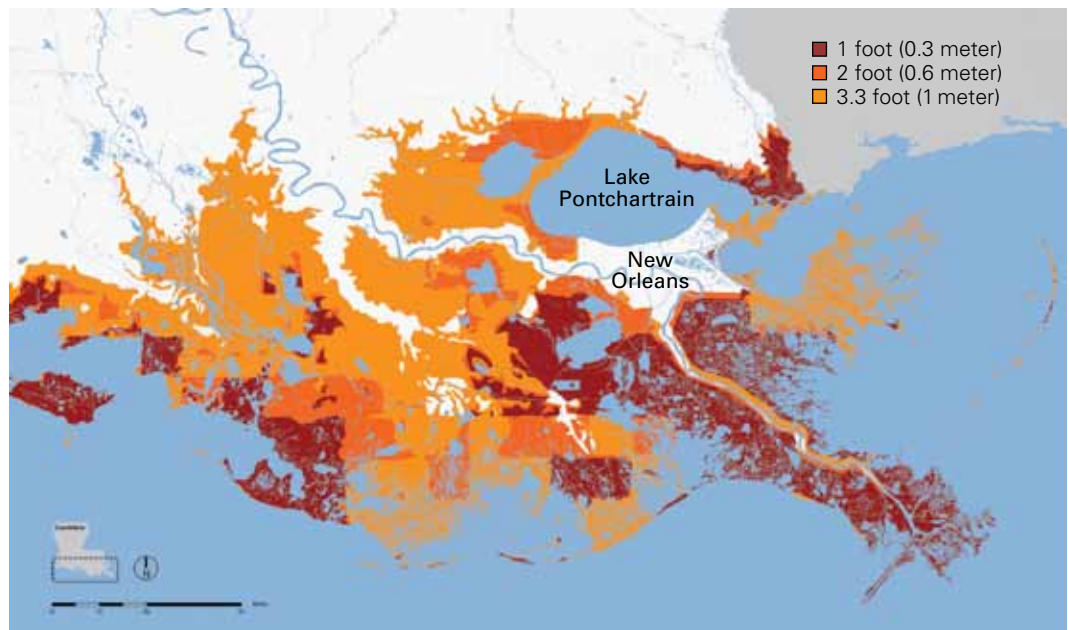 1 foot (0.3 meter)
2 foot (0.6 meter)
3.3 foot (1 meter)
Lake
Pontchartrain
New
Orleans
N